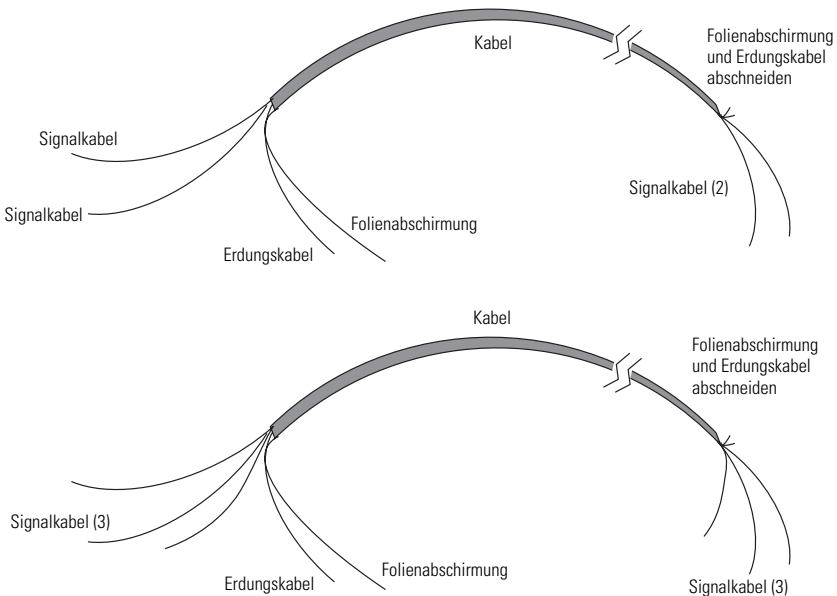 Kabel
Folienabschirmung
und Erdungskabel
abschneiden
Signalkabel
Signalkabel (2)
Signalkabel
Folienabschirmung
Erdungskabel
Kabel
Folienabschirmung
und Erdungskabel
abschneiden
Signalkabel (3)
Folienabschirmung
Erdungskabel
Signalkabel (3)